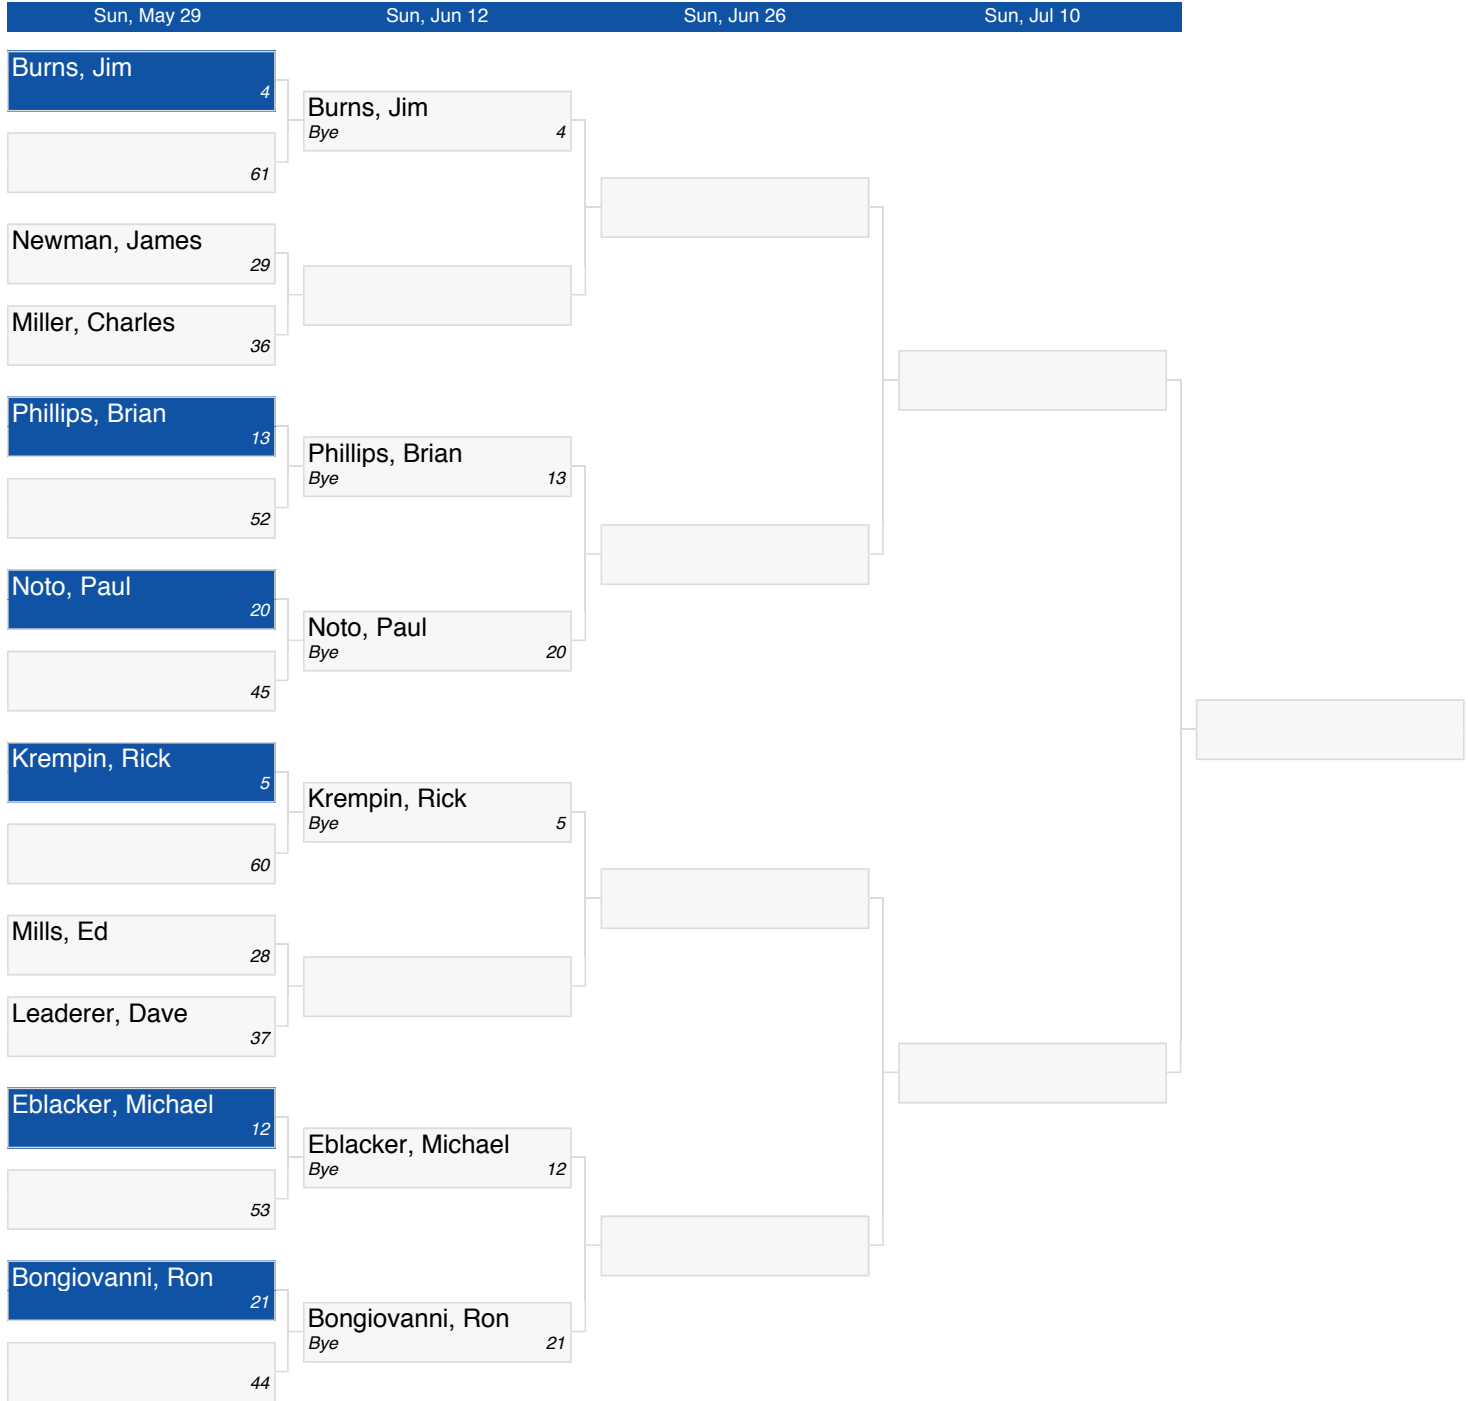 Sun, May 29
Sun, Jun 12
Sun, Jun 26
Sun, Jul 10
Burns, Jim
4
61
Newman, James
29
Miller, Charles
36
Phillips, Brian
13
52
Noto, Paul
20
45
Krempin, Rick
5
60
Mills, Ed
28
Leaderer, Dave
37
Eblacker, Michael
12
53
Bongiovanni, Ron
21
44
Burns, Jim
Bye 4
Phillips, Brian
Bye 13
Noto, Paul
Bye 20
Krempin, Rick
Bye 5
Eblacker, Michael
Bye 12
Bongiovanni, Ron
Bye 21